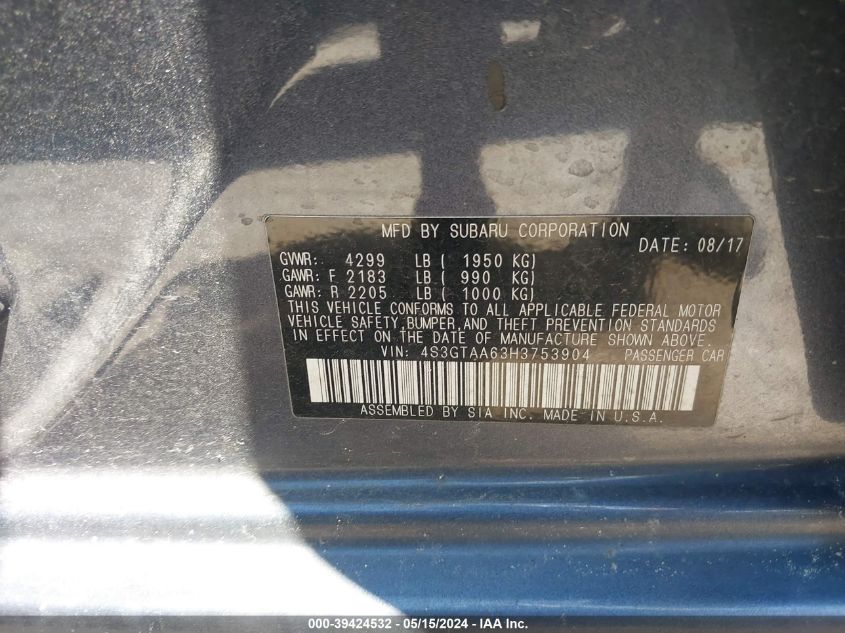 MFD BY SUBARU CORPORATION
DATE: 08/17
GVWR: 4299 LB ( 1950 KG)
GAWR: F 2183 LB ( 990 KG)
GAWR: R 2205 LB ( 1000 KG)
THIS VEHICLE CONFORMS TO ALL APPLICABLE FEDERAL MOTOR
VEHICLE SAFETY,BUMPER,AND THEFT PREVENTION STANDARDS
IN EFFECT ON THE DATE OF MANUFACTURE SHOWN ABOVE.
VIN: 4S3GTAA63H3753904 PASSENGER CAR
ASSEMBLED BY SIA INC. MADE IN U.S.A.
000-39424532 - 05/15/2024 - IAA Inc.